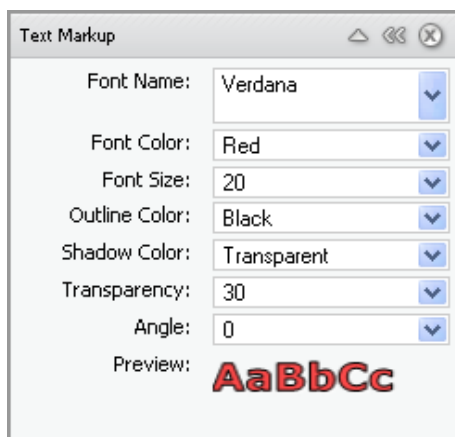 Text Markup
Font Name: Verdana
Font Color: Red
Font Size: 20
Outline Color: Black
Shadow Color: Transparent
Transparency: 30
Angle: 0
Preview: AaBbCc